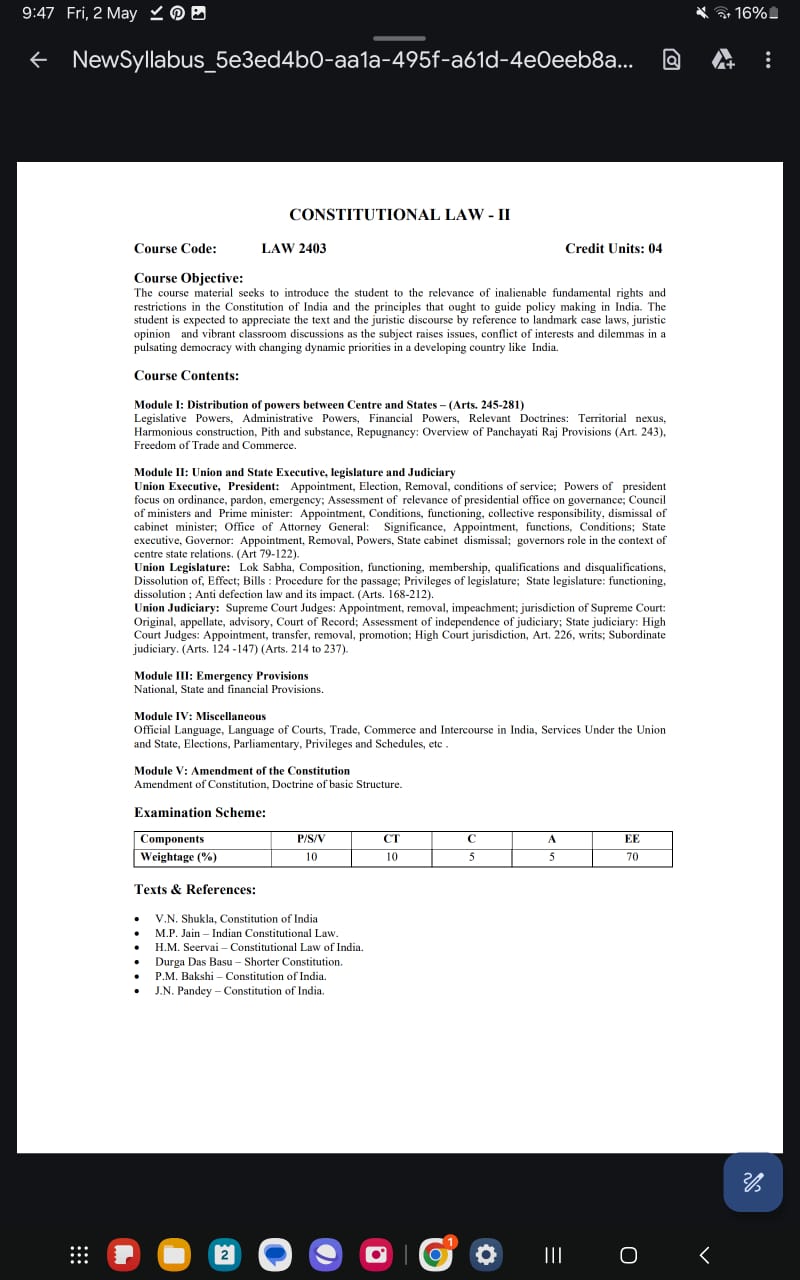 9:47 Fri, 2 May 16%
NewSyllabus_5e3ed4b0-aa1a-495f-a61d-4e0eeb8a...
CONSTITUTIONAL LAW - II
Course Code: LAW 2403 Credit Units: 04
Course Objective:
The course material seeks to introduce the student to the relevance of inalienable fundamental rights and
restrictions in the Constitution of India and the principles that ought to guide policy making in India. The
student is expected to appreciate the text and the juristic discourse by reference to landmark case laws, juristic
opinion and vibrant classroom discussions as the subject raises issues, conflict of interests and dilemmas in a
pulsating democracy with changing dynamic priorities in a developing country like India.
Course Contents:
Module I: Distribution of powers between Centre and States – (Arts. 245-281)
Legislative Powers, Administrative Powers, Financial Powers, Relevant Doctrines: Territorial nexus,
Harmonious construction, Pith and substance, Repugnancy: Overview of Panchayati Raj Provisions (Art. 243),
Freedom of Trade and Commerce.
Module II: Union and State Executive, legislature and Judiciary
Union Executive, President: Appointment, Election, Removal, conditions of service; Powers of president
focus on ordinance, pardon, emergency; Assessment of relevance of presidential office on governance; Council
of ministers and Prime minister: Appointment, Conditions, functioning, collective responsibility, dismissal of
cabinet minister; Office of Attorney General: Significance, Appointment, functions, Conditions; State
executive, Governor: Appointment, Removal, Powers, State cabinet dismissal; governors role in the context of
centre state relations. (Art 79-122).
Union Legislature: Lok Sabha, Composition, functioning, membership, qualifications and disqualifications,
Dissolution of, Effect; Bills : Procedure for the passage; Privileges of legislature; State legislature: functioning,
dissolution ; Anti defection law and its impact. (Arts. 168-212).
Union Judiciary: Supreme Court Judges: Appointment, removal, impeachment; jurisdiction of Supreme Court:
Original, appellate, advisory, Court of Record; Assessment of independence of judiciary; State judiciary: High
Court Judges: Appointment, transfer, removal, promotion; High Court jurisdiction, Art. 226, writs; Subordinate
judiciary. (Arts. 124 -147) (Arts. 214 to 237).
Module III: Emergency Provisions
National, State and financial Provisions.
Module IV: Miscellaneous
Official Language, Language of Courts, Trade, Commerce and Intercourse in India, Services Under the Union
and State, Elections, Parliamentary, Privileges and Schedules, etc .
Module V: Amendment of the Constitution
Amendment of Constitution, Doctrine of basic Structure.
Examination Scheme:
Components P/S/V CT C A EE
Weightage (%) 10 10 5 5 70
Texts & References:
• V.N. Shukla, Constitution of India
• M.P. Jain – Indian Constitutional Law.
• H.M. Seervai – Constitutional Law of India.
• Durga Das Basu – Shorter Constitution.
• P.M. Bakshi – Constitution of India.
• J.N. Pandey – Constitution of India.
2
1